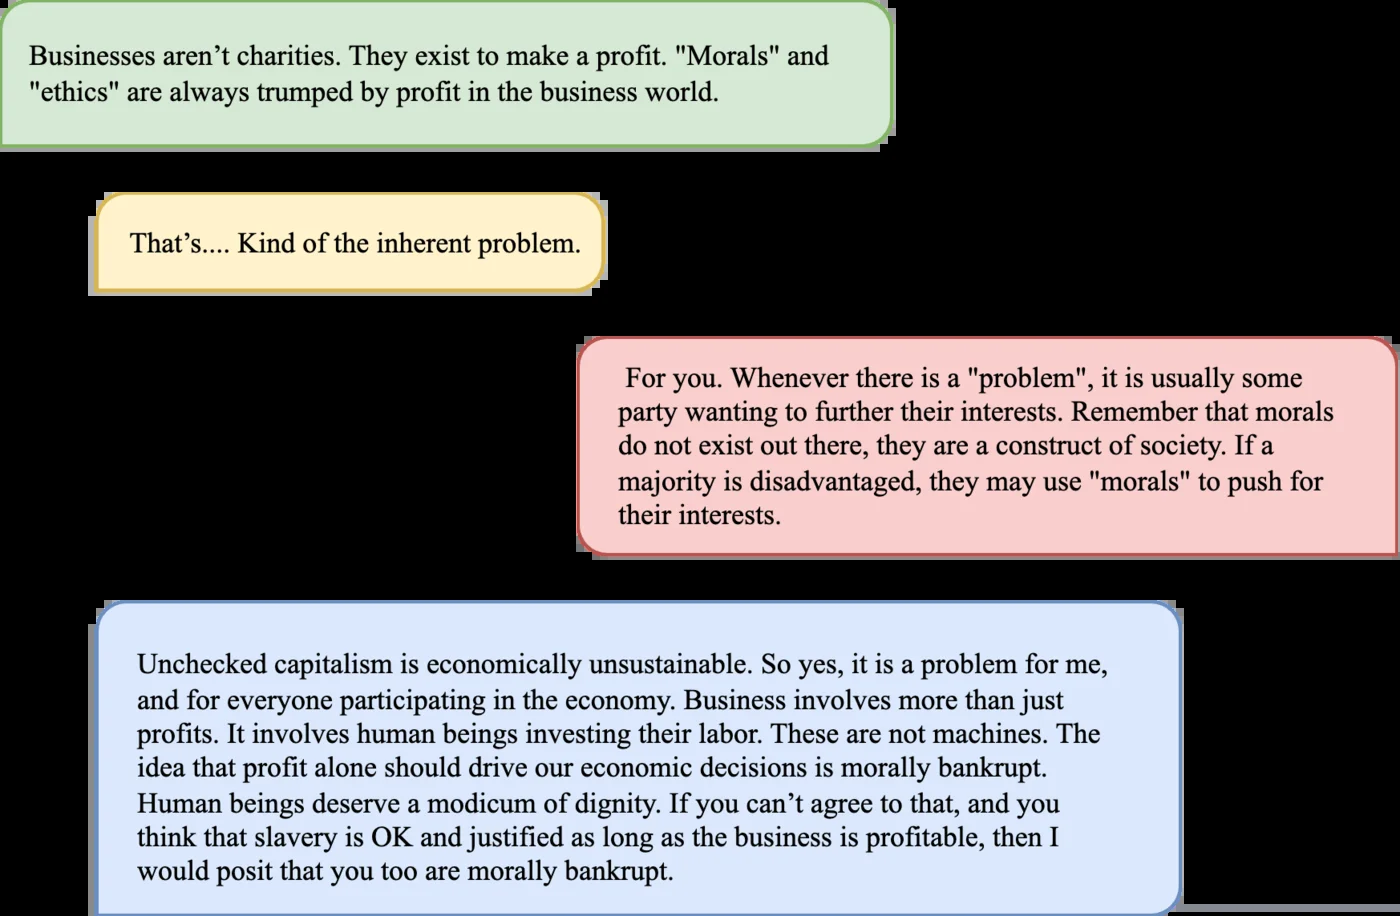 Businesses aren’t charities. They exist to make a profit. "Morals" and
"ethics" are always trumped by profit in the business world.
That’s.... Kind of the inherent problem.
For you. Whenever there is a "problem", it is usually some
party wanting to further their interests. Remember that morals
do not exist out there, they are a construct of society. If a
majority is disadvantaged, they may use "morals" to push for
their interests.
Unchecked capitalism is economically unsustainable. So yes, it is a problem for me,
and for everyone participating in the economy. Business involves more than just
profits. It involves human beings investing their labor. These are not machines. The
idea that profit alone should drive our economic decisions is morally bankrupt.
Human beings deserve a modicum of dignity. If you can’t agree to that, and you
think that slavery is OK and justified as long as the business is profitable, then I
would posit that you too are morally bankrupt.